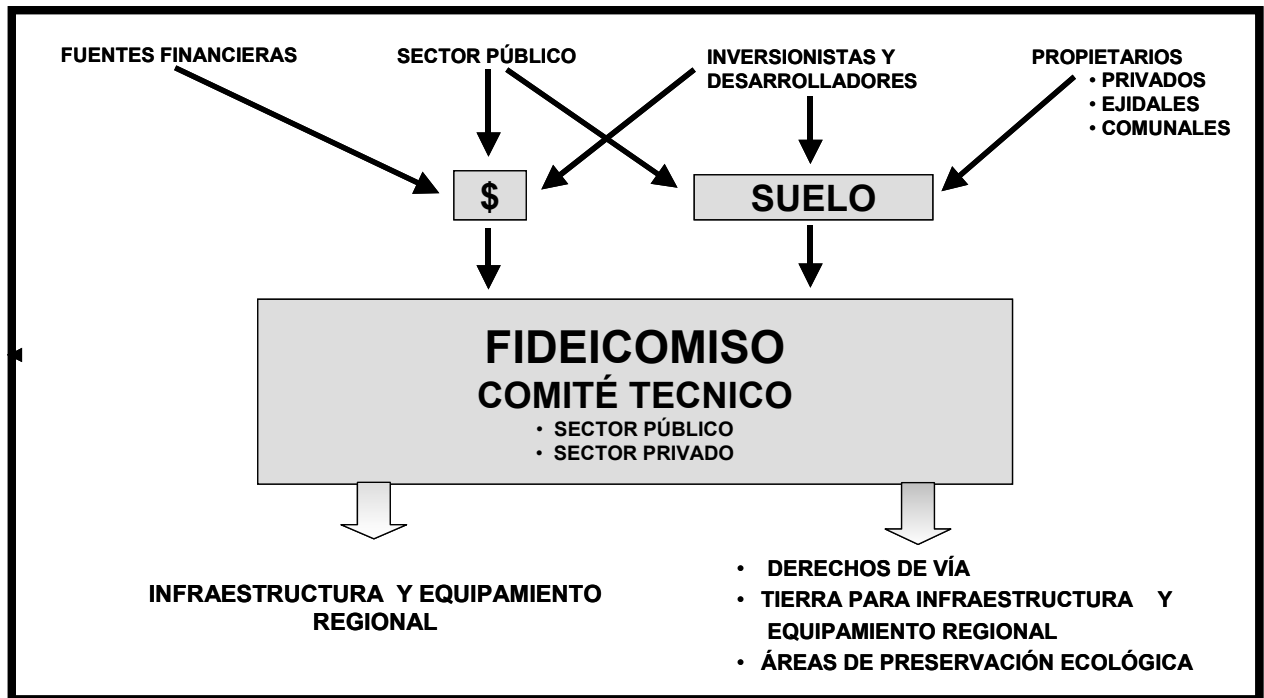 FUENTES FINANCIERAS
SECTOR PÚBLICO
INVERSIONISTAS Y
DESARROLLADORES
PROPIETARIOS
• PRIVADOS
• EJIDALES
• COMUNALES
$
SUELO
FIDEICOMISO
COMITÉ TECNICO
• SECTOR PÚBLICO
• SECTOR PRIVADO
INFRAESTRUCTURA Y EQUIPAMIENTO
REGIONAL
• DERECHOS DE VÍA
• TIERRA PARA INFRAESTRUCTURA Y
EQUIPAMIENTO REGIONAL
• ÁREAS DE PRESERVACIÓN ECOLÓGICA